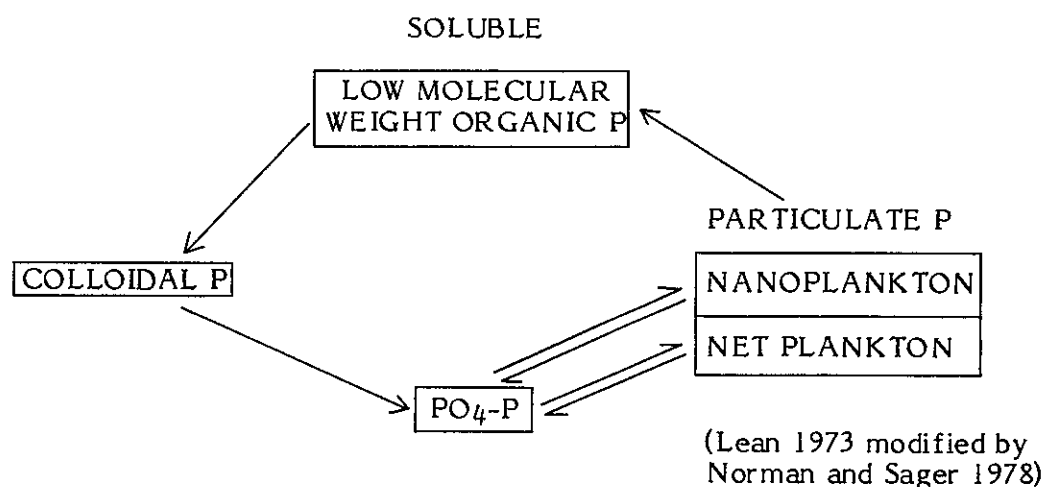 SOLUBLE
LOW MOLECULAR
WEIGHT ORGANIC P
PARTICULATE P
COLLOIDAL P
NANOPLANKTON
NET PLANKTON
PO₄-P
(Lean 1973 modified by
Norman and Sager 1978)